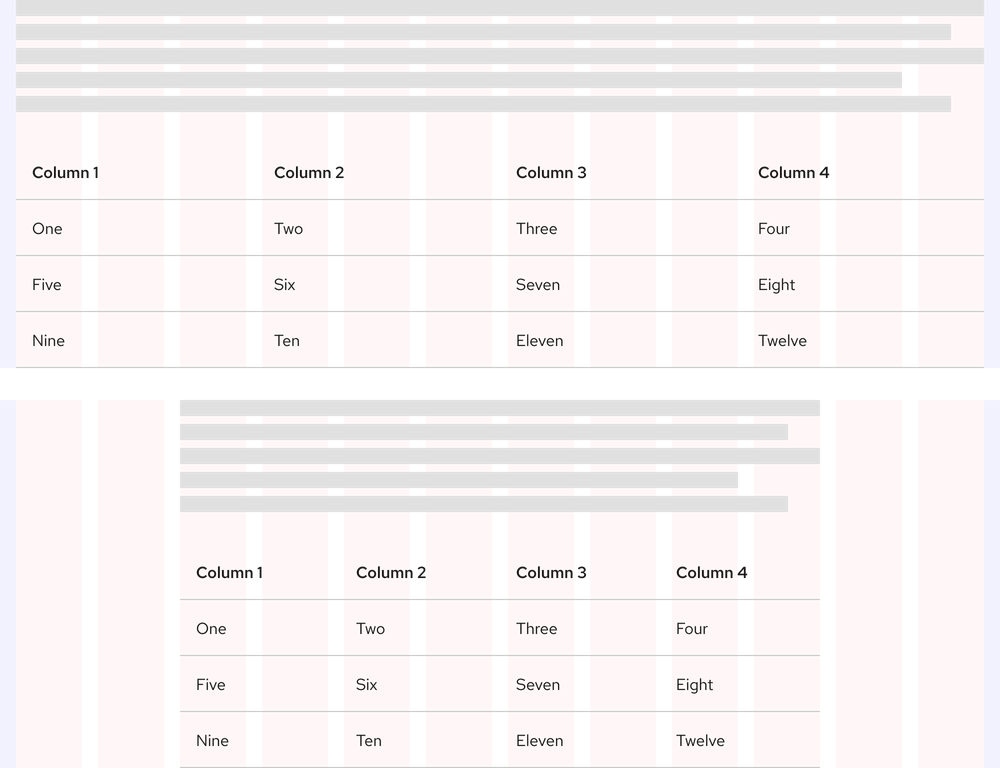 Column 1 Column 2 Column 3 Column 4
One Two Three Four
Five Six Seven Eight
Nine Ten Eleven Twelve
Column 1 Column 2 Column 3 Column 4
One Two Three Four
Five Six Seven Eight
Nine Ten Eleven Twelve